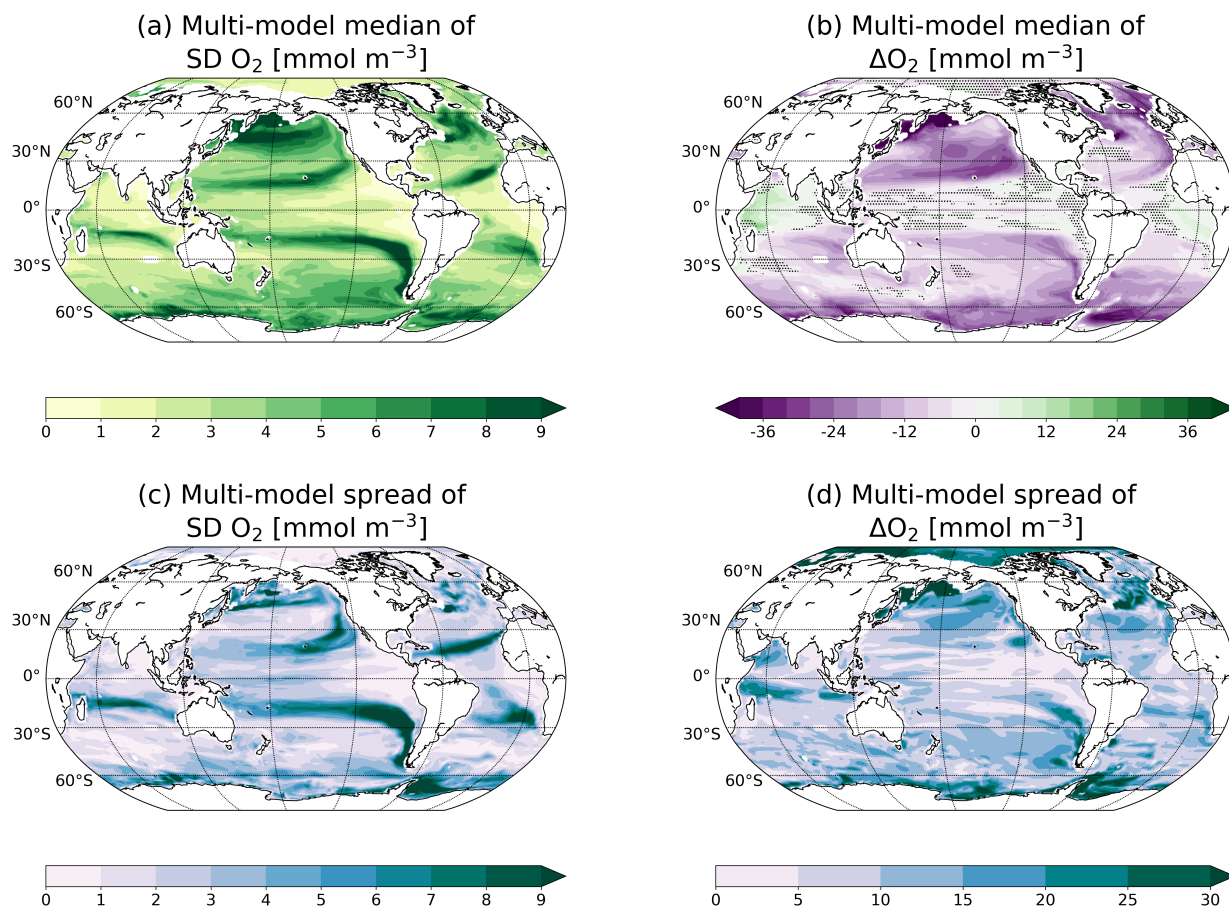 (a) Multi-model median of
SD O₂ [mmol m⁻³]
60°N
30°N
0°
30°S
60°S
0 1 2 3 4 5 6 7 8 9
(b) Multi-model median of
ΔO₂ [mmol m⁻³]
60°N
30°N
0°
30°S
60°S
-36 -24 -12 0 12 24 36
(c) Multi-model spread of
SD O₂ [mmol m⁻³]
60°N
30°N
0°
30°S
60°S
0 1 2 3 4 5 6 7 8 9
(d) Multi-model spread of
ΔO₂ [mmol m⁻³]
60°N
30°N
0°
30°S
60°S
0 5 10 15 20 25 30